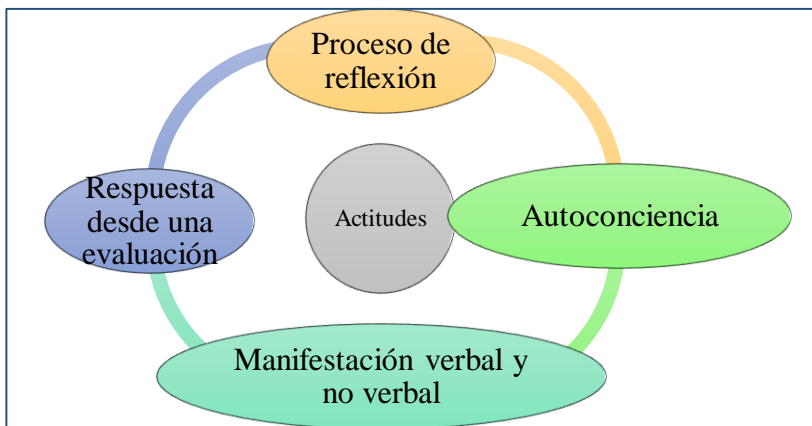 Proceso de
reflexión
Respuesta
desde una
evaluación
Actitudes
Autoconciencia
Manifestación verbal y
no verbal